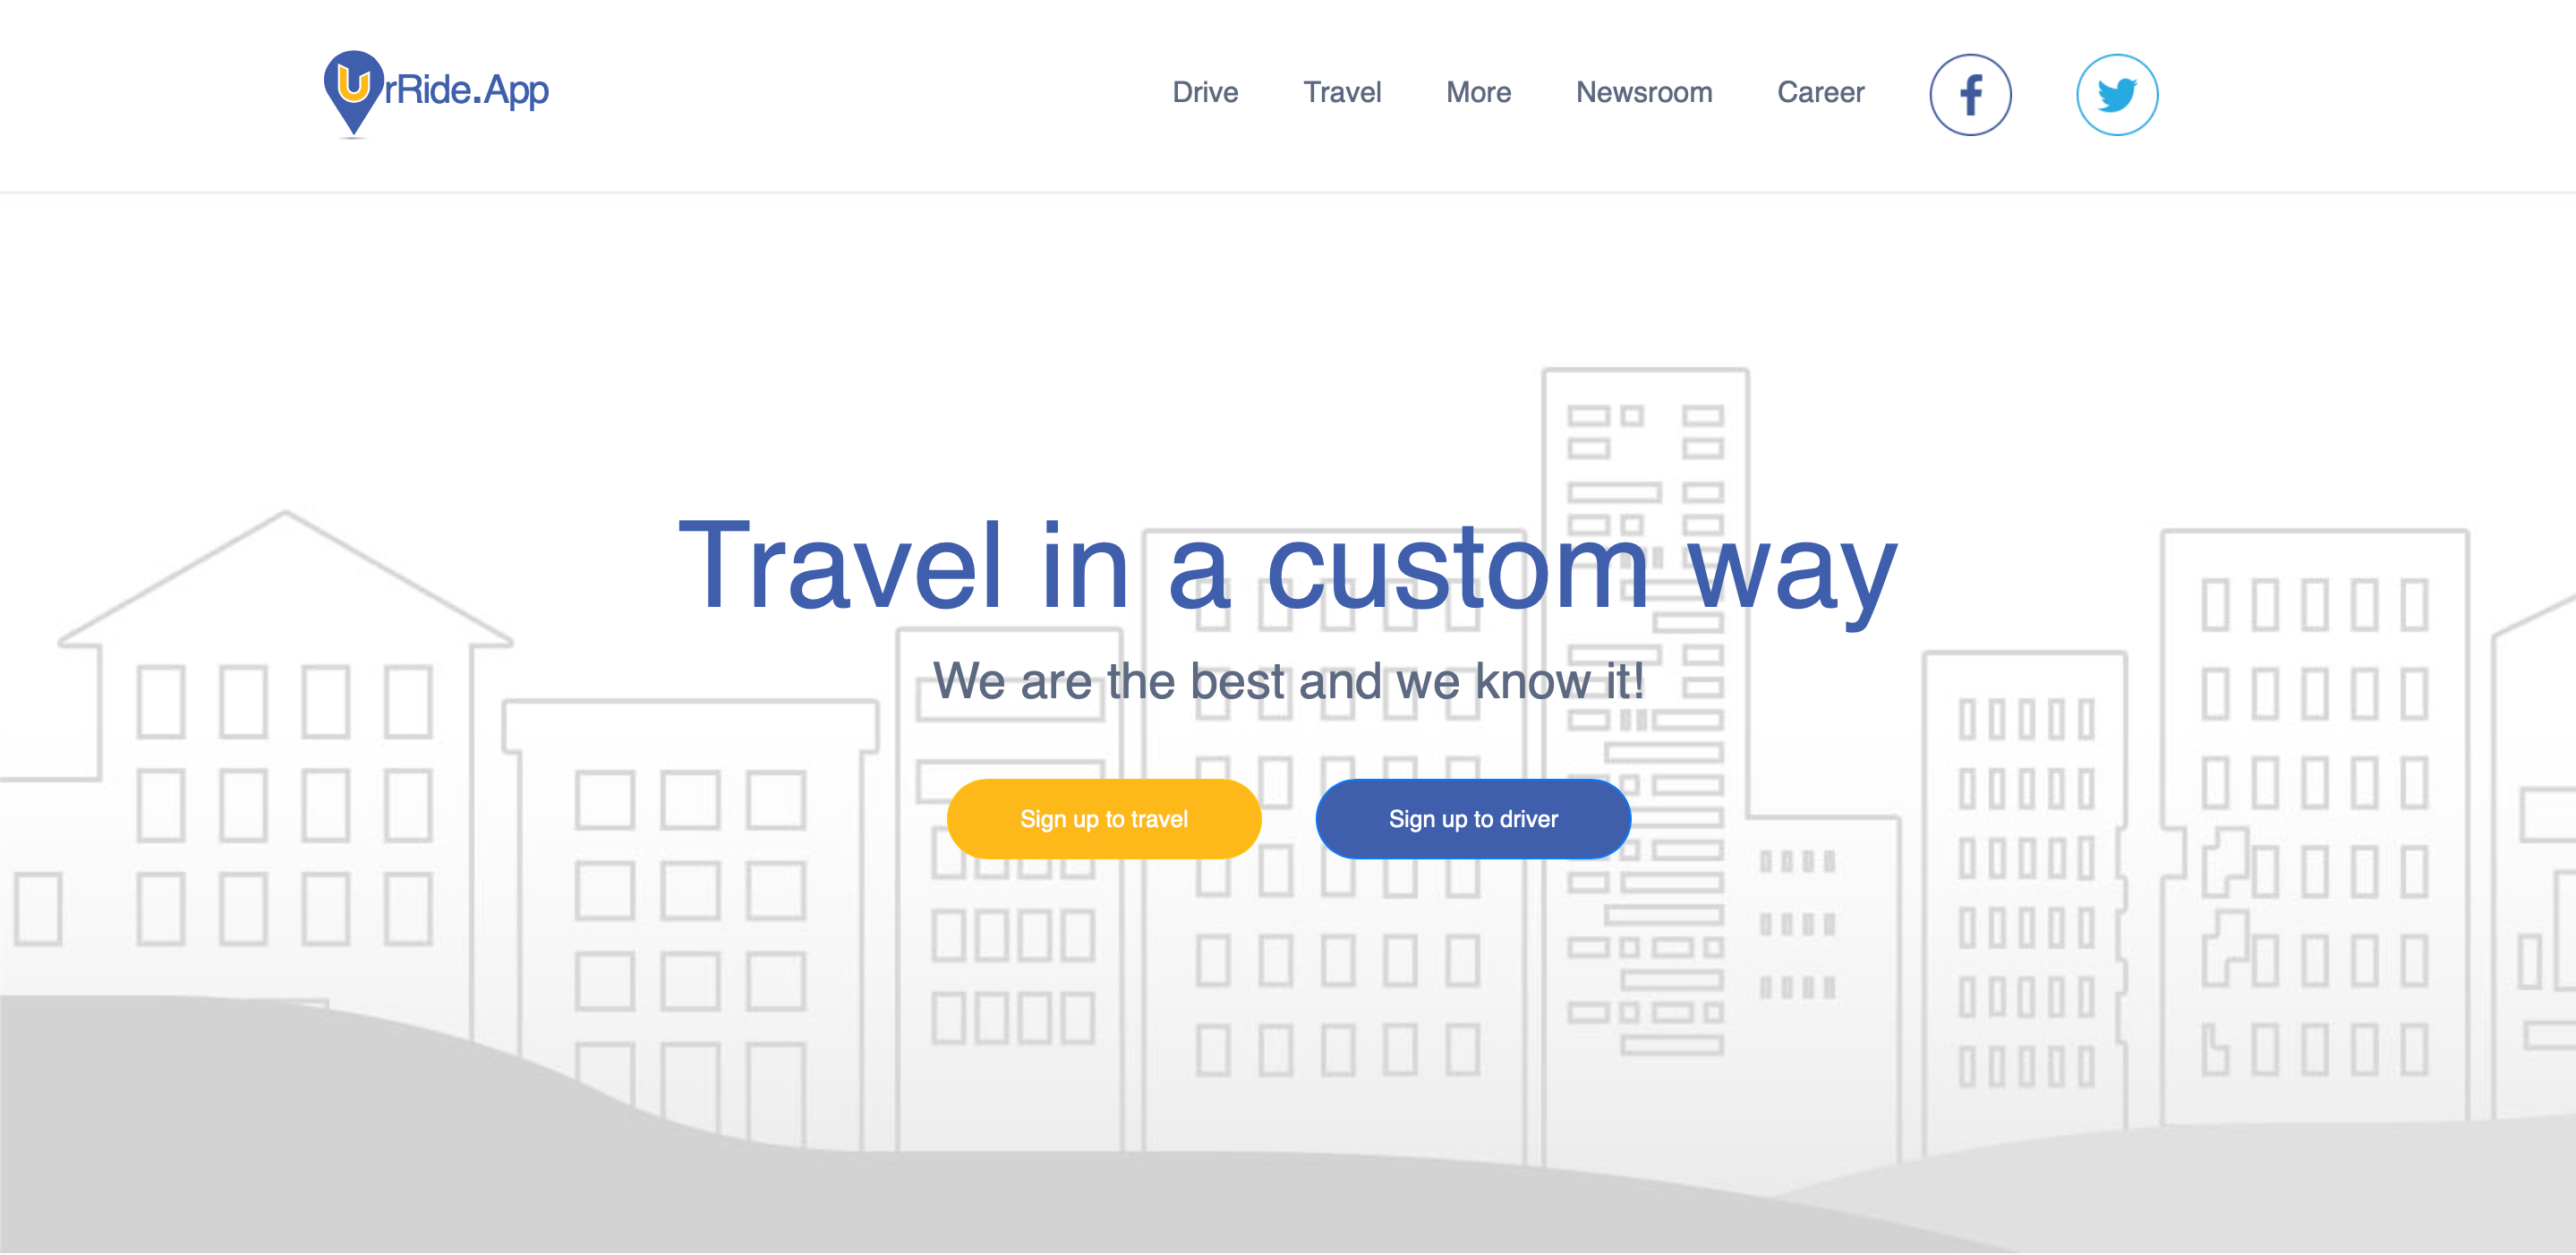 UrRide.App
Drive Travel More Newsroom Career
Travel in a custom way
We are the best and we know it!
Sign up to travel Sign up to driver